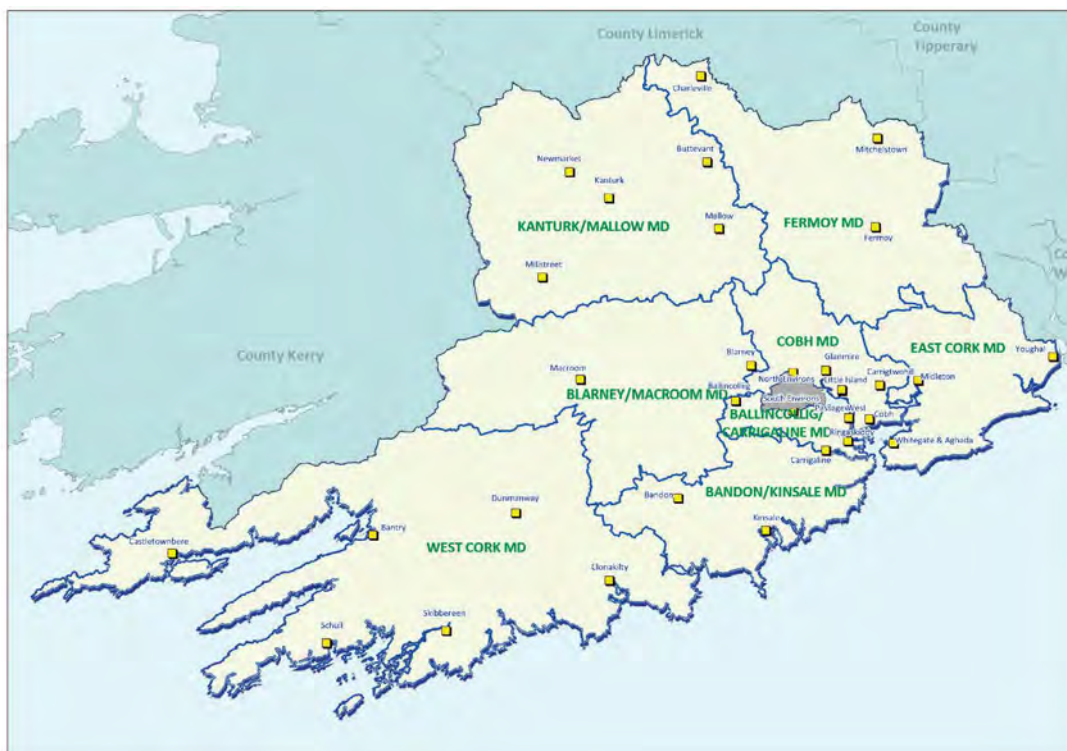 County Limerick
County
Tipperary
Charleville
Mitchelstown
Buttevant
Newmarket
Kanturk
Mallow
KANTURK/MALLOW MD
FERMOY MD
Fermoy
Millstreet
Co
W
COBH MD
EAST CORK MD
County Kerry
Blarney
Glanmire
Youghal
Macroom
North Environs
Little Island
Carrigtwohill
Midleton
BLARNEY/MACROOM MD
Ballincollig
South Environs
BALLINCOLLIG/
CARRIGALINE MD
Passage West
Cobh
Ringaskiddy
Whitegate & Aghada
Carrigaline
Bandon
BANDON/KINSALE MD
Dunmanway
Kinsale
Bantry
Castletownbere
WEST CORK MD
Clonakilty
Skibbereen
Schull